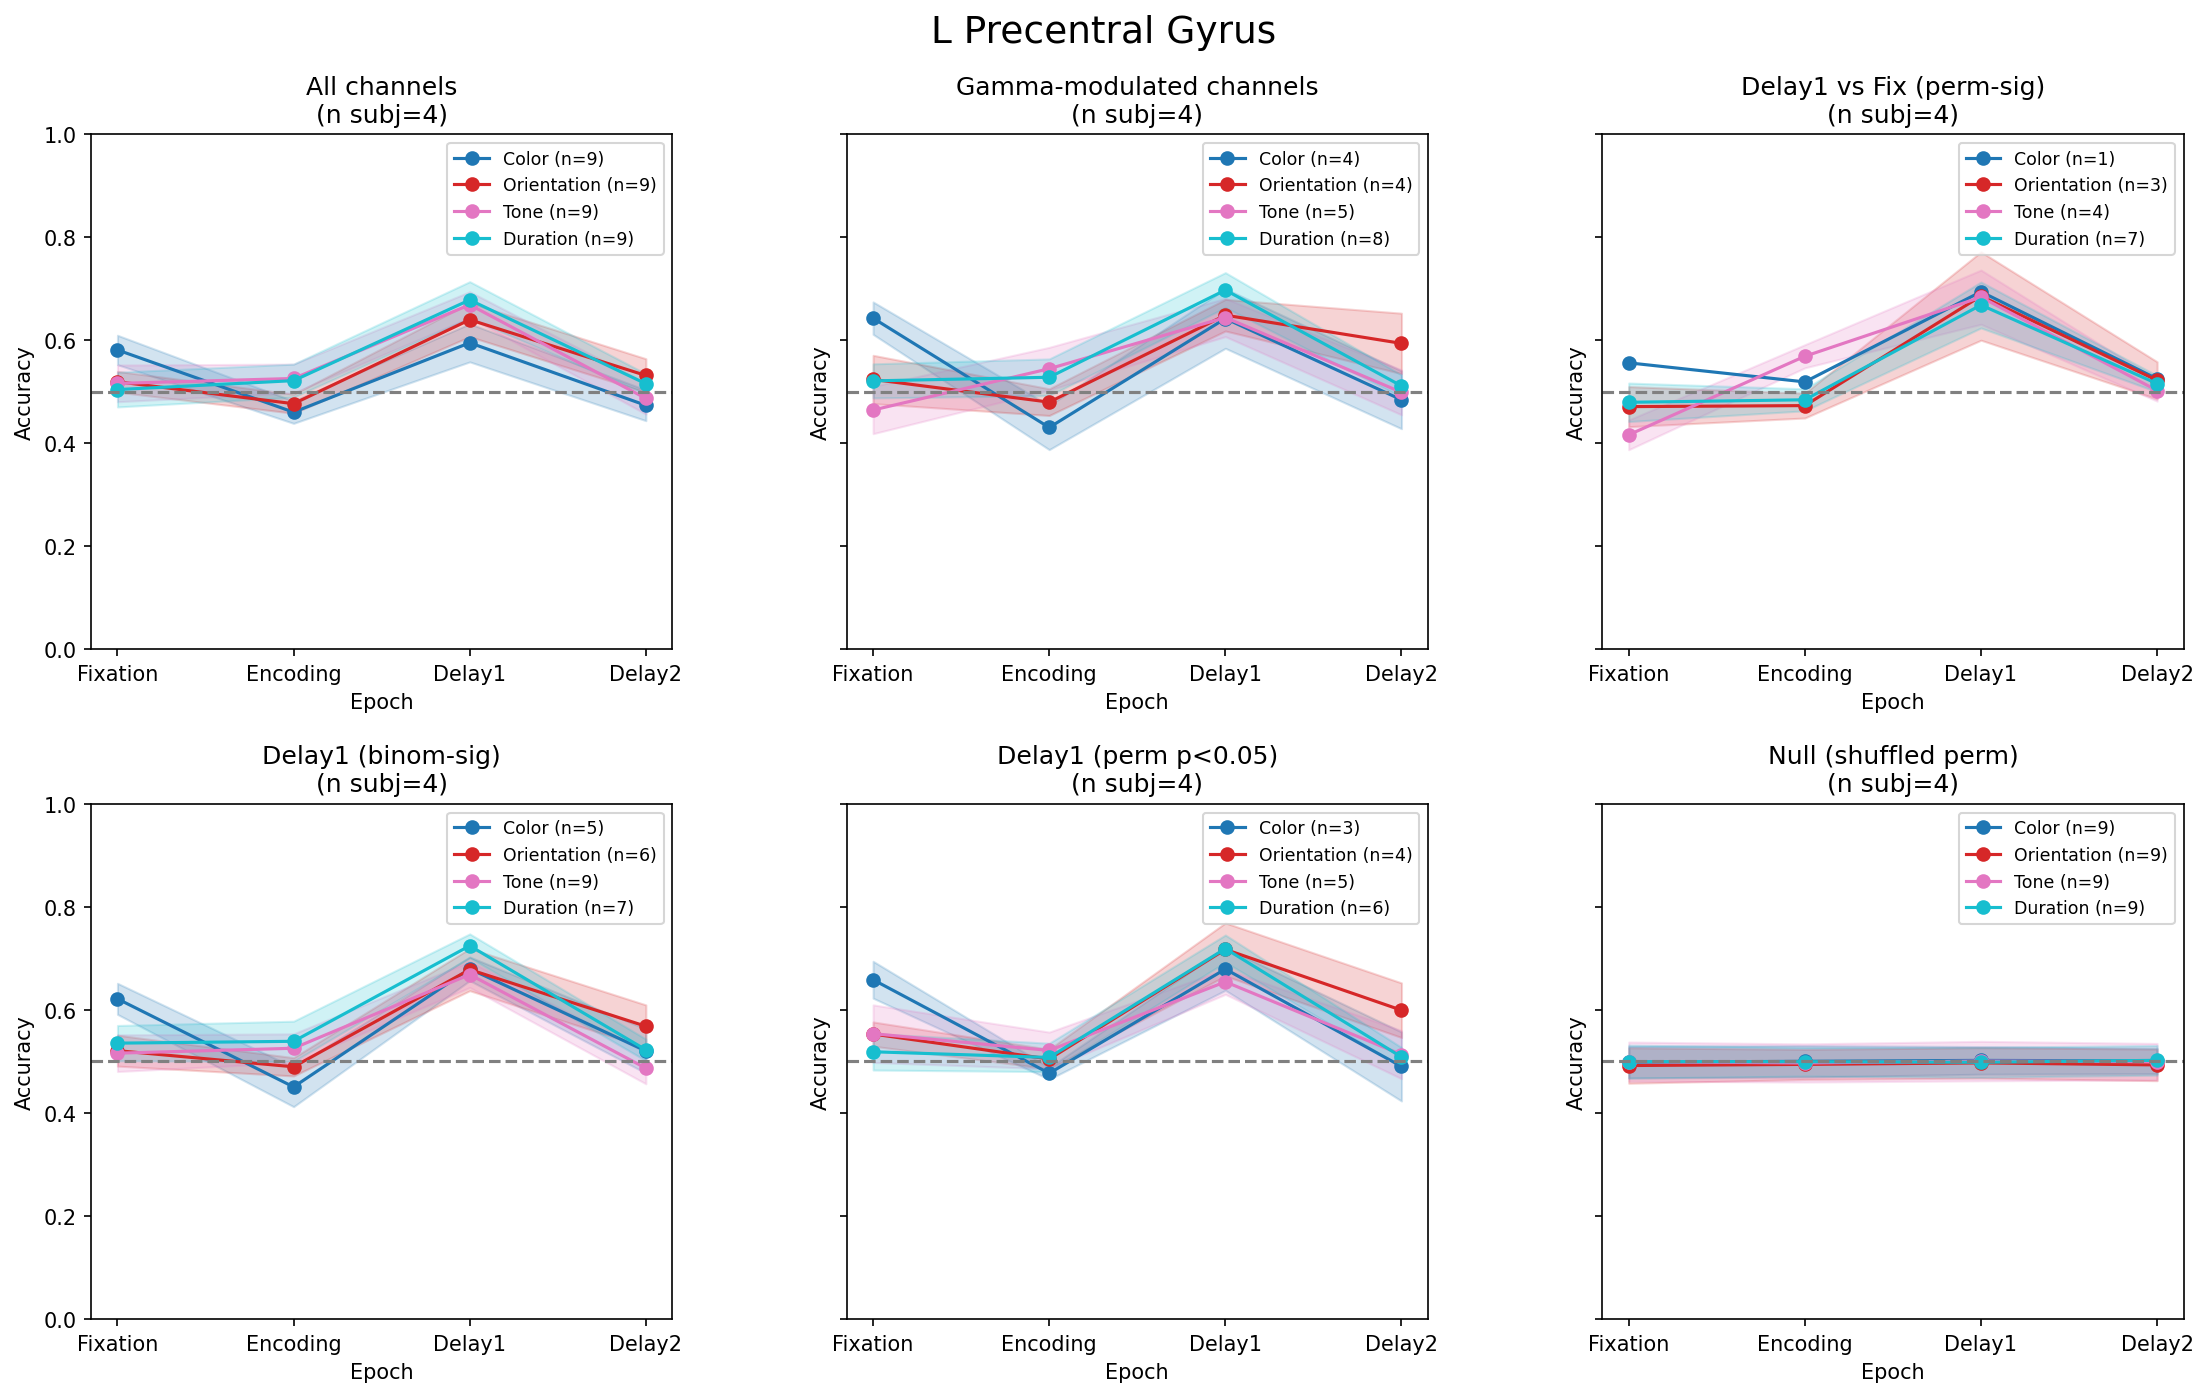 L Precentral Gyrus
All channels
(n subj=4)
Accuracy
1.0
0.8
0.6
0.4
0.2
0.0
Color (n=9)
Orientation (n=9)
Tone (n=9)
Duration (n=9)
Fixation Encoding Delay1 Delay2
Epoch
Gamma-modulated channels
(n subj=4)
Accuracy
Color (n=4)
Orientation (n=4)
Tone (n=5)
Duration (n=8)
Fixation Encoding Delay1 Delay2
Epoch
Delay1 vs Fix (perm-sig)
(n subj=4)
Accuracy
Color (n=1)
Orientation (n=3)
Tone (n=4)
Duration (n=7)
Fixation Encoding Delay1 Delay2
Epoch
Delay1 (binom-sig)
(n subj=4)
Accuracy
1.0
0.8
0.6
0.4
0.2
0.0
Color (n=5)
Orientation (n=6)
Tone (n=9)
Duration (n=7)
Fixation Encoding Delay1 Delay2
Epoch
Delay1 (perm p<0.05)
(n subj=4)
Accuracy
Color (n=3)
Orientation (n=4)
Tone (n=5)
Duration (n=6)
Fixation Encoding Delay1 Delay2
Epoch
Null (shuffled perm)
(n subj=4)
Accuracy
Color (n=9)
Orientation (n=9)
Tone (n=9)
Duration (n=9)
Fixation Encoding Delay1 Delay2
Epoch